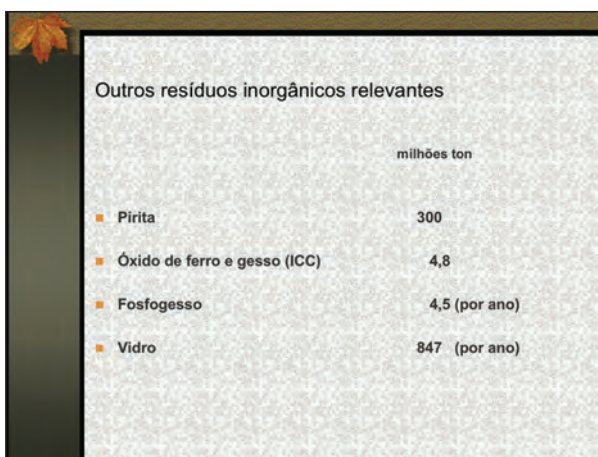 Outros resíduos inorgânicos relevantes
milhões ton
Pirita 300
Óxido de ferro e gesso (ICC) 4,8
Fosfogesso 4,5 (por ano)
Vidro 847 (por ano)